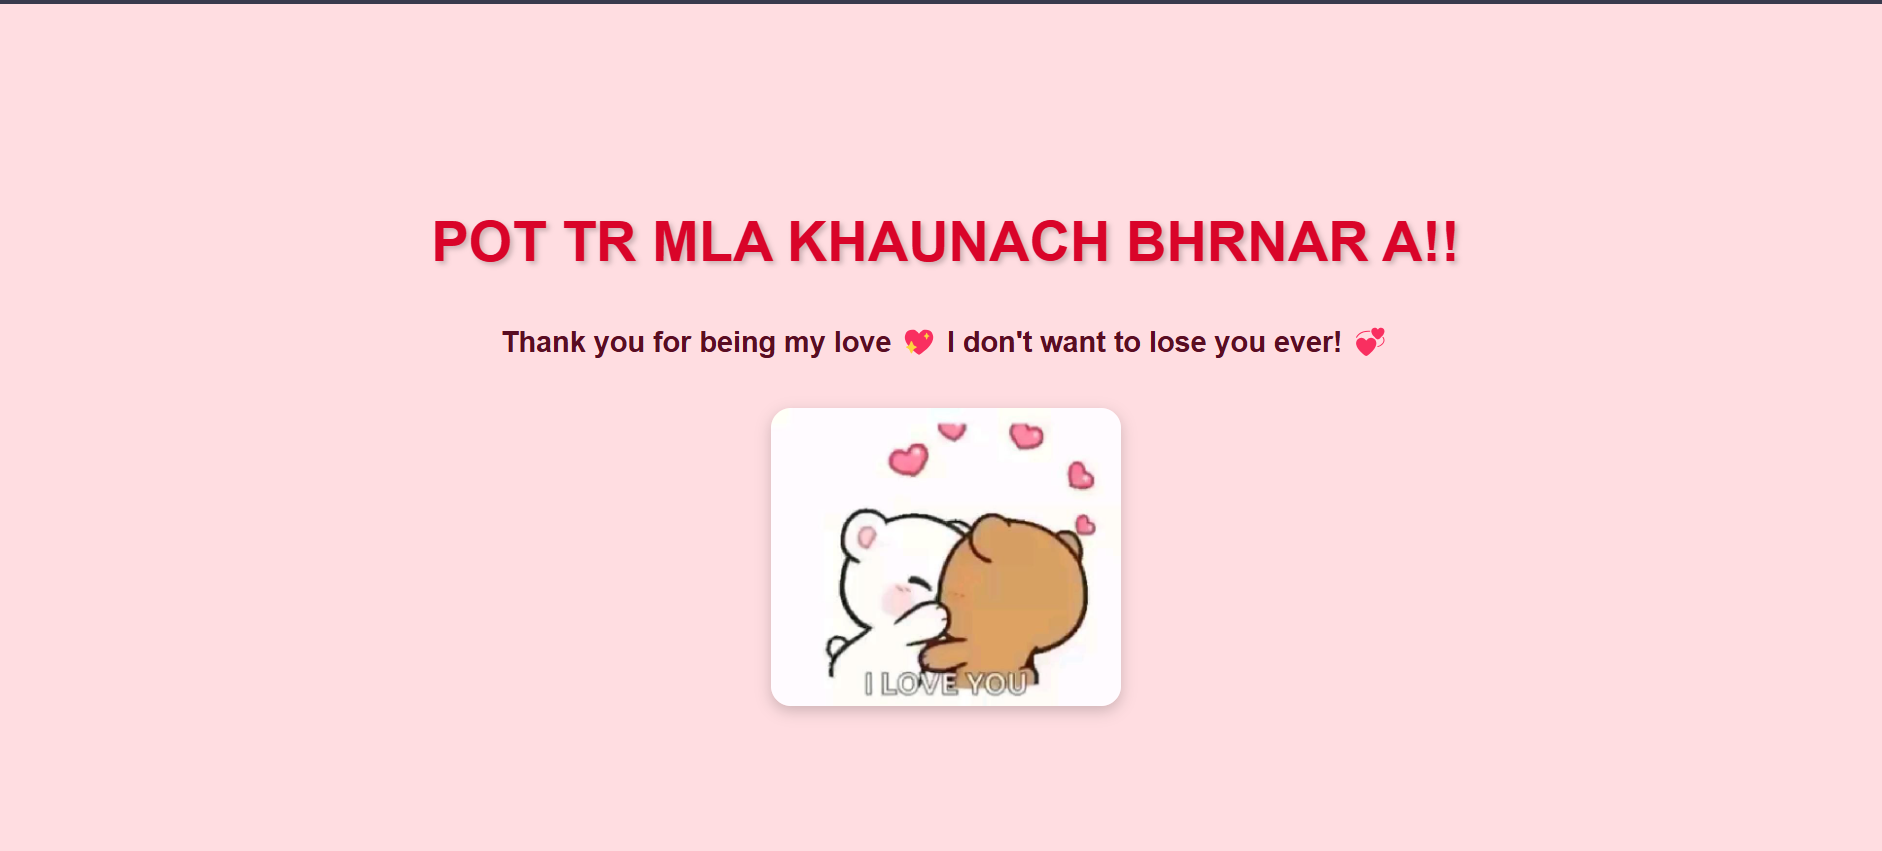 POT TR MLA KHAUNACH BHRNAR A!!
Thank you for being my love 💖 I don't want to lose you ever! 💞
I LOVE YOU